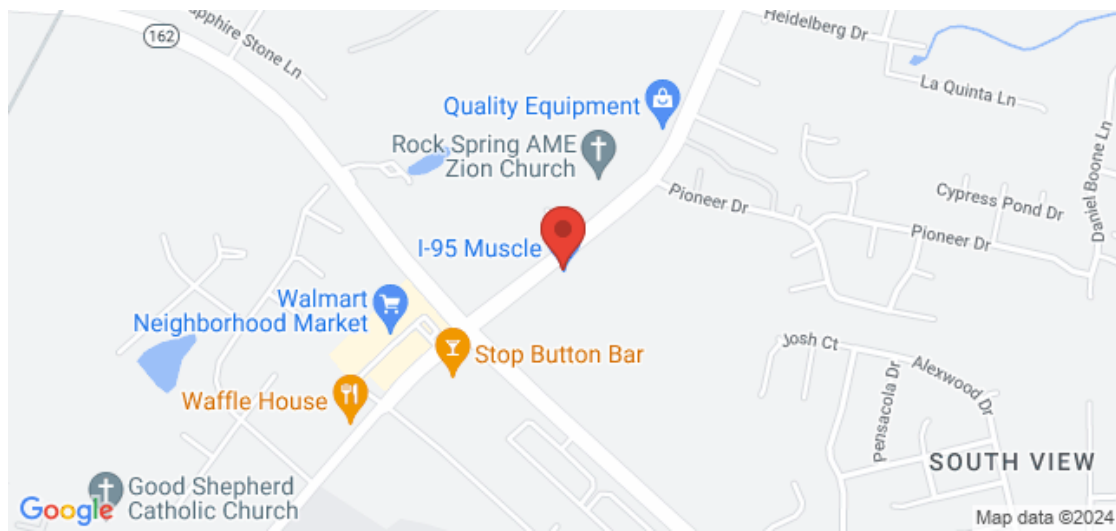 162
apphire Stone Ln
Heidelberg Dr
La Quinta Ln
Quality Equipment
Rock Spring AME
Zion Church
Pioneer Dr
Cypress Pond Dr
Daniel Boone Ln
Pioneer Dr
I-95 Muscle
Walmart
Neighborhood Market
Stop Button Bar
Josh Ct
Alexwood Dr
Pensacola Dr
Waffle House
SOUTH VIEW
Good Shepherd
Catholic Church
Google
Map data ©2024